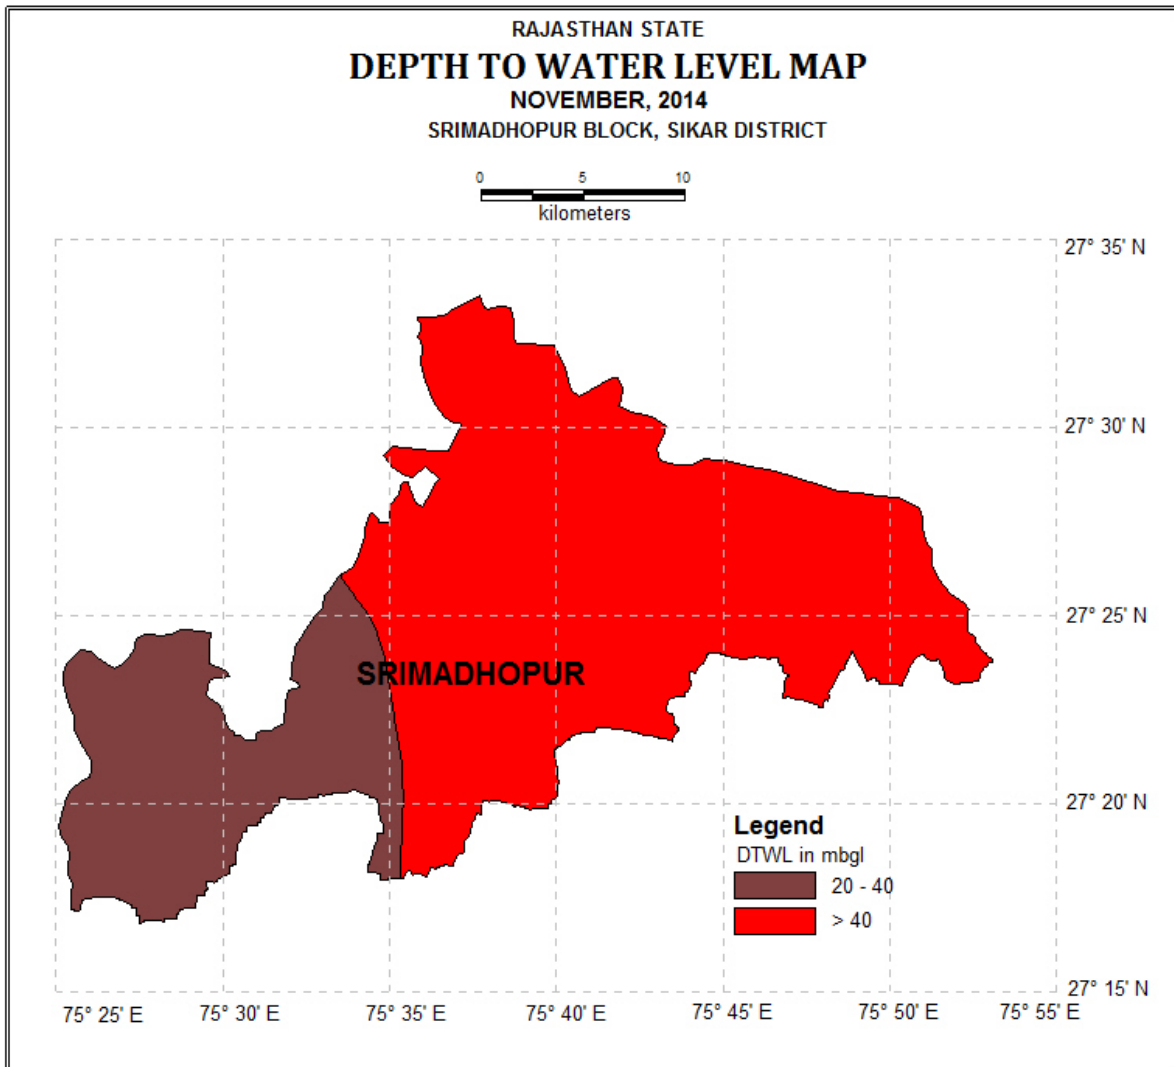 RAJASTHAN STATE
DEPTH TO WATER LEVEL MAP
NOVEMBER, 2014
SRIMADHOPUR BLOCK, SIKAR DISTRICT
0 5 10
kilometers
27° 35' N
27° 30' N
27° 25' N
SRIMADHOPUR
27° 20' N
Legend
DTWL in mbgl
20 - 40
> 40
27° 15' N
75° 25' E 75° 30' E 75° 35' E 75° 40' E 75° 45' E 75° 50' E 75° 55' E